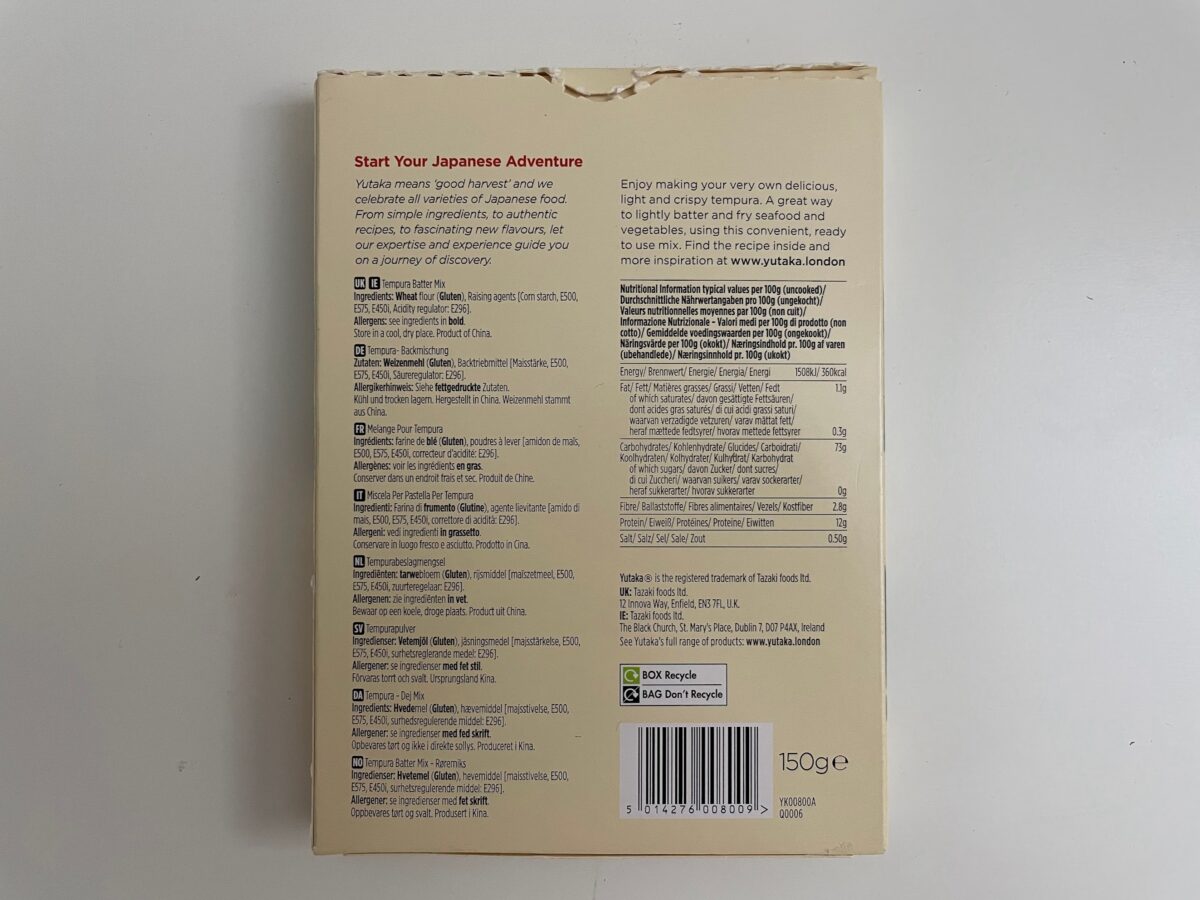 Start Your Japanese Adventure
Yutaka means ‘good harvest’ and we
celebrate all varieties of Japanese food.
From simple ingredients, to authentic
recipes, to fascinating new flavours, let
our expertise and experience guide you
on a journey of discovery.
UK IE Tempura Batter Mix
Ingredients: Wheat flour (Gluten), Raising agents [Corn starch, E500,
E575, E450i, Acidity regulator: E296].
Allergens: see ingredients in bold.
Store in a cool, dry place. Product of China.
DE Tempura- Backmischung
Zutaten: Weizenmehl (Gluten), Backtriebmittel [Maisstärke, E500,
E575, E450i, Säureregulator: E296].
Allergikerhinweis: Siehe fettgedruckte Zutaten.
Kühl und trocken lagern. Hergestellt in China. Weizenmehl stammt
aus China.
FR Melange Pour Tempura
Ingrédients: farine de blé (Gluten), poudres à lever [amidon de maïs,
E500, E575, E450i, correcteur d'acidité: E296].
Allergènes: voir les ingrédients en gras.
Conserver dans un endroit frais et sec. Produit de Chine.
IT Miscela Per Pastella Per Tempura
Ingredienti: Farina di frumento (Glutine), agente lievitante [amido di
mais, E500, E575, E450i, correttore di acidità: E296].
Allergeni: vedi ingredienti in grassetto.
Conservare in luogo fresco e asciutto. Prodotto in Cina.
NL Tempurabeslagmengsel
Ingrediënten: tarwebloem (Gluten), rijsmiddel [maïszetmeel, E500,
E575, E450i, zuurteregelaar: E296].
Allergenen: zie ingrediënten in vet.
Bewaar op een koele, droge plaats. Product uit China.
SV Tempurapulver
Ingredienser: Vetemjöl (Gluten), jäsningsmedel [majsstärkelse, E500,
E575, E450i, surhetsreglerande medel: E296].
Allergener: se ingredienser med fet stil.
Förvaras torrt och svalt. Ursprungsland Kina.
DA Tempura - Dej Mix
Ingredients: Hvedemel (Gluten), hævemiddel [majsstivelse, E500,
E575, E450i, surhedsregulerende middel: E296].
Allergener: se ingredienser med fed skrift.
Opbevares tørt og ikke i direkte sollys. Produceret i Kina.
NO Tempura Batter Mix - Røremiks
Ingredienser: Hvetemel (Gluten), hevemiddel [maisstivelse, E500,
E575, E450i, surhetsregulerende middel: E296].
Allergener: se ingredienser med fet skrift.
Oppbevares tørt og svalt. Produsert i Kina.
Enjoy making your very own delicious,
light and crispy tempura. A great way
to lightly batter and fry seafood and
vegetables, using this convenient, ready
to use mix. Find the recipe inside and
more inspiration at www.yutaka.london
Nutritional Information typical values per 100g (uncooked)/
Durchschnittliche Nährwertangaben pro 100g (ungekocht)/
Valeurs nutritionnelles moyennes par 100g (non cuit)/
Informazione Nutrizionale - Valori medi per 100g di prodotto (non
cotto)/ Gemiddelde voedingswaarden per 100g (ongekookt)/
Näringsvärde per 100g (okokt)/ Næringsindhold pr. 100g af varen
(ubehandlede)/ Næringsinnhold pr. 100g (ukokt)
Energy/ Brennwert/ Energie/ Energia/ Energi 1508kJ/ 360kcal
Fat/ Fett/ Matières grasses/ Grassi/ Vetten/ Fedt 1.1g
of which saturates/ davon gesättigte Fettsäuren/
dont acides gras saturés/ di cui acidi grassi saturi/
waarvan verzadigde vetzuren/ varav mättat fett/
heraf mættede fedtsyrer/ hvorav mettede fettsyrer 0.3g
Carbohydrates/ Kohlenhydrate/ Glucides/ Carboidrati/ 73g
Koolhydraten/ Kolhydrater/ Kulhydrat/ Karbohydrat
of which sugars/ davon Zucker/ dont sucres/
di cui Zuccheri/ waarvan suikers/ varav sockerarter/
heraf sukkerarter/ hvorav sukkerarter 0g
Fibre/ Ballaststoffe/ Fibres alimentaires/ Vezels/ Kostfiber 2.8g
Protein/ Eiweiß/ Protéines/ Proteine/ Eiwitten 12g
Salt/ Salz/ Sel/ Sale/ Zout 0.50g
Yutaka® is the registered trademark of Tazaki foods ltd.
UK: Tazaki foods ltd.
12 Innova Way, Enfield, EN3 7FL, U.K.
IE: Tazaki foods ltd.
The Black Church, St. Mary's Place, Dublin 7, D07 P4AX, Ireland
See Yutaka's full range of products: www.yutaka.london
BOX Recycle
BAG Don't Recycle
5 014276 008009 >
150g e
YK00800A
Q0006